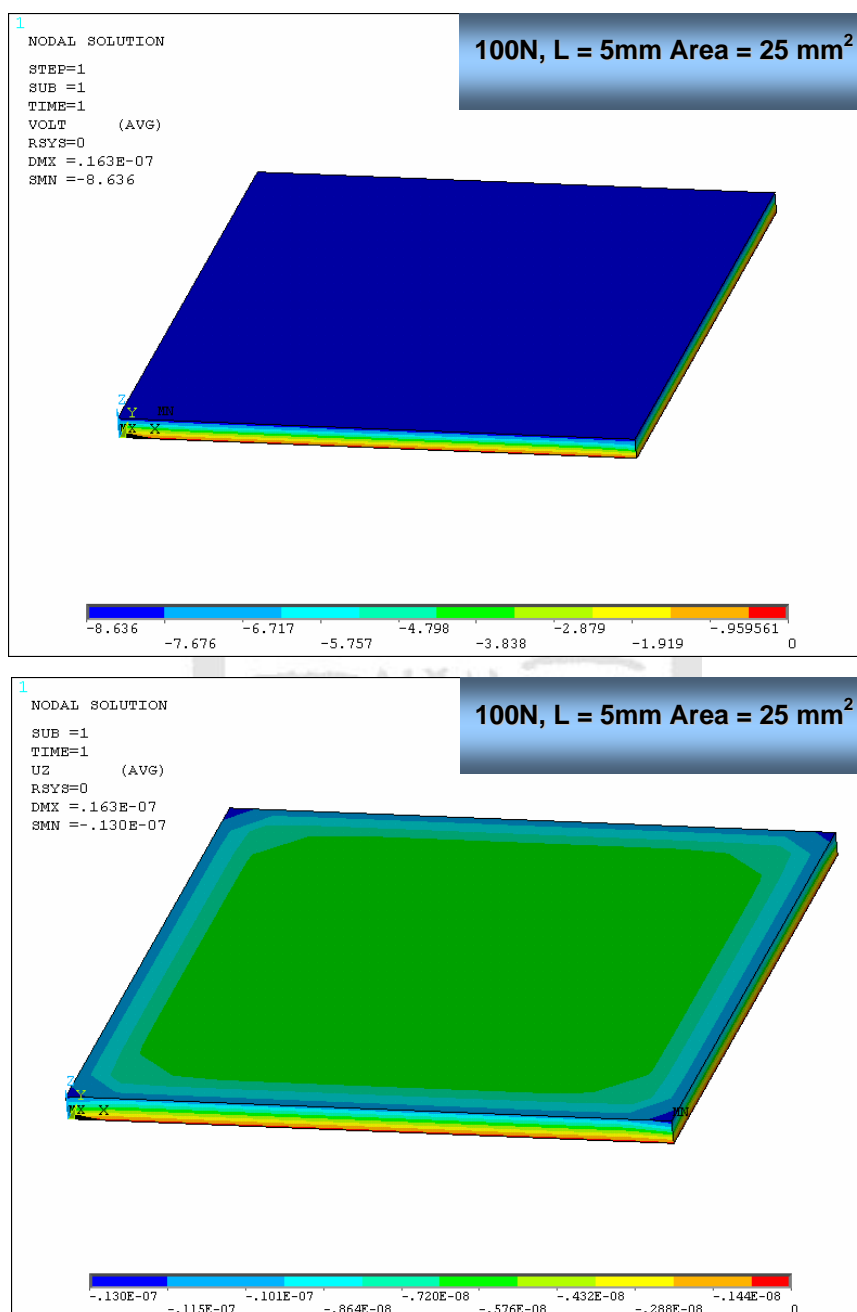 1
NODAL SOLUTION
STEP=1
SUB =1
TIME=1
VOLT (AVG)
RSYS=0
DMX =.163E-07
SMN =-8.636
100N, L = 5mm Area = 25 mm²
Z
Y
MN
MX X
-8.636 -6.717 -4.798 -2.879 -.959561
-7.676 -5.757 -3.838 -1.919 0
1
NODAL SOLUTION
SUB =1
TIME=1
UZ (AVG)
RSYS=0
DMX =.163E-07
SMN =-.130E-07
100N, L = 5mm Area = 25 mm²
Z
Y
MX X
MN
-.130E-07 -.101E-07 -.720E-08 -.432E-08 -.144E-08
-.115E-07 -.864E-08 -.576E-08 -.288E-08 0